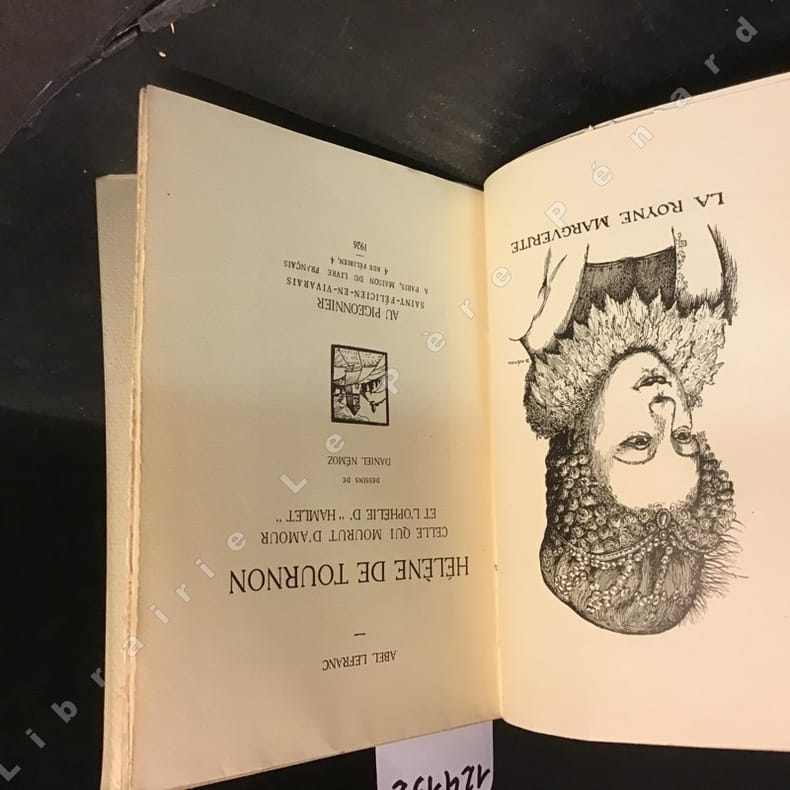 ABEL LEFRANC
—
HÉLÈNE DE TOURNON
CELLE QUI MOURUT D'AMOUR
ET L'OPHÉLIE D' " HAMLET "
DESSINS DE
DANIEL NÉMOZ
AU PIGEONNIER
SAINT-FÉLICIEN-EN-VIVARAIS
A PARIS, MAISON DU LIVRE FRANÇAIS
4 RUE FÉLIBIEN, 4
—
1926
LA ROYNE MARGVERITE
Librairie Le Père Pénard